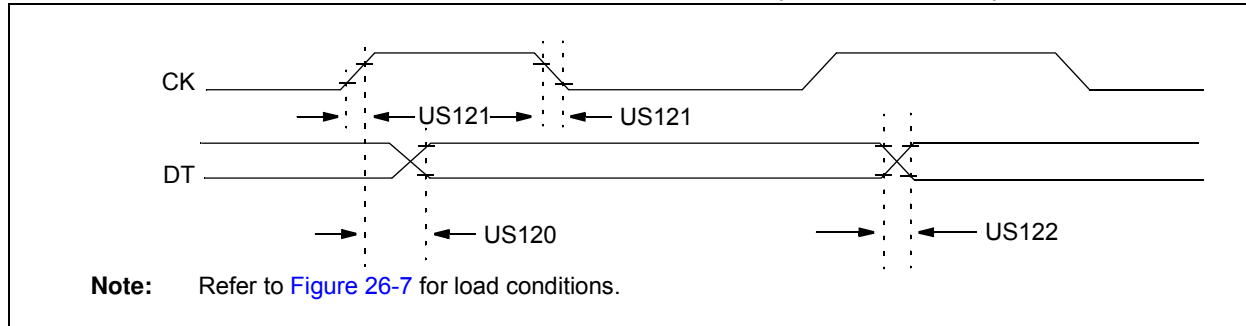 CK
US121 US121
DT
US120 US122
Note: Refer to Figure 26-7 for load conditions.